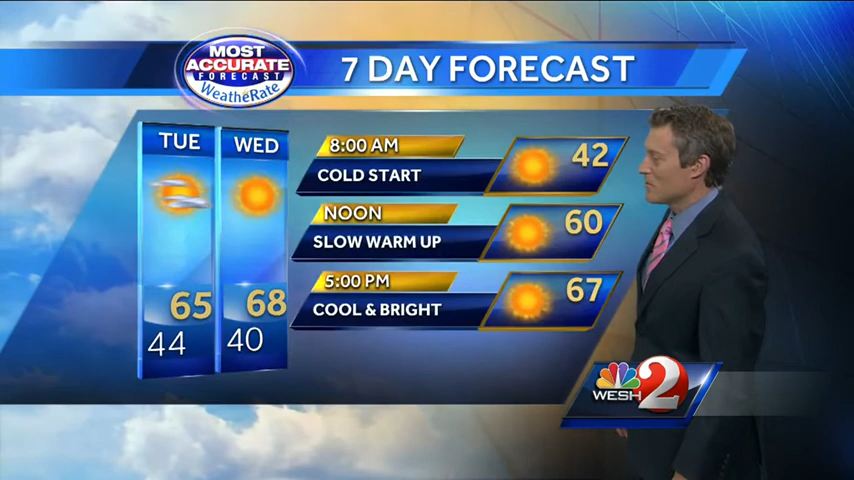 MOST
ACCURATE
FORECAST
WeatheRate
7 DAY FORECAST
TUE
65
44
WED
68
40
8:00 AM
COLD START
42
NOON
SLOW WARM UP
60
5:00 PM
COOL & BRIGHT
67
WESH 2